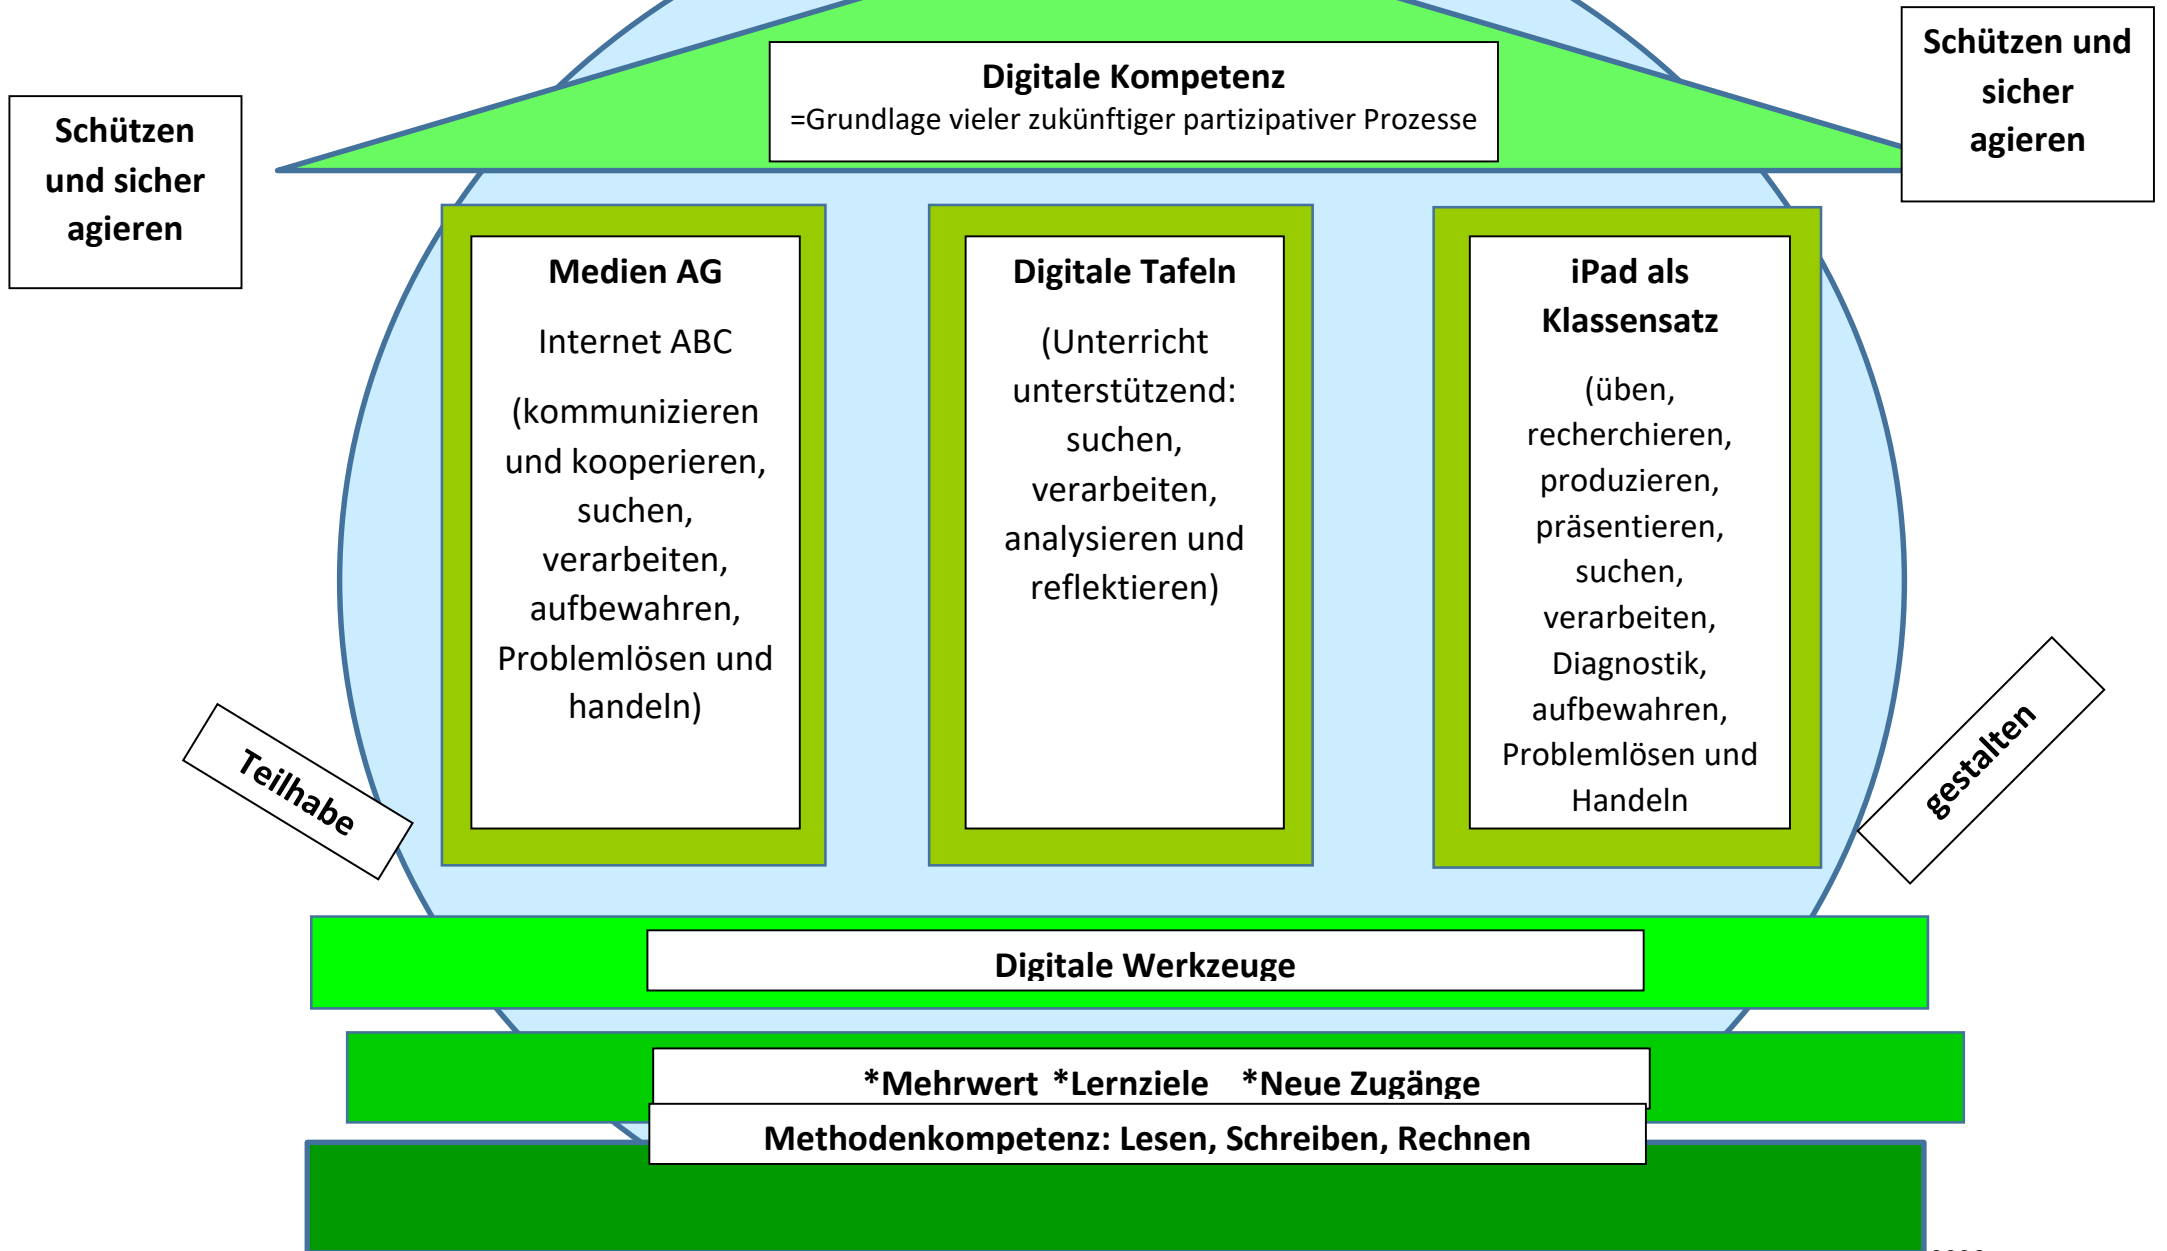 Digitale Kompetenz
=Grundlage vieler zukünftiger partizipativer Prozesse
Schützen
und sicher
agieren
Schützen und
sicher
agieren
Medien AG
Internet ABC
(kommunizieren
und kooperieren,
suchen,
verarbeiten,
aufbewahren,
Problemlösen und
handeln)
Digitale Tafeln
(Unterricht
unterstützend:
suchen,
verarbeiten,
analysieren und
reflektieren)
iPad als
Klassensatz
(üben,
recherchieren,
produzieren,
präsentieren,
suchen,
verarbeiten,
Diagnostik,
aufbewahren,
Problemlösen und
Handeln
Teilhabe
gestalten
Digitale Werkzeuge
*Mehrwert *Lernziele *Neue Zugänge
Methodenkompetenz: Lesen, Schreiben, Rechnen